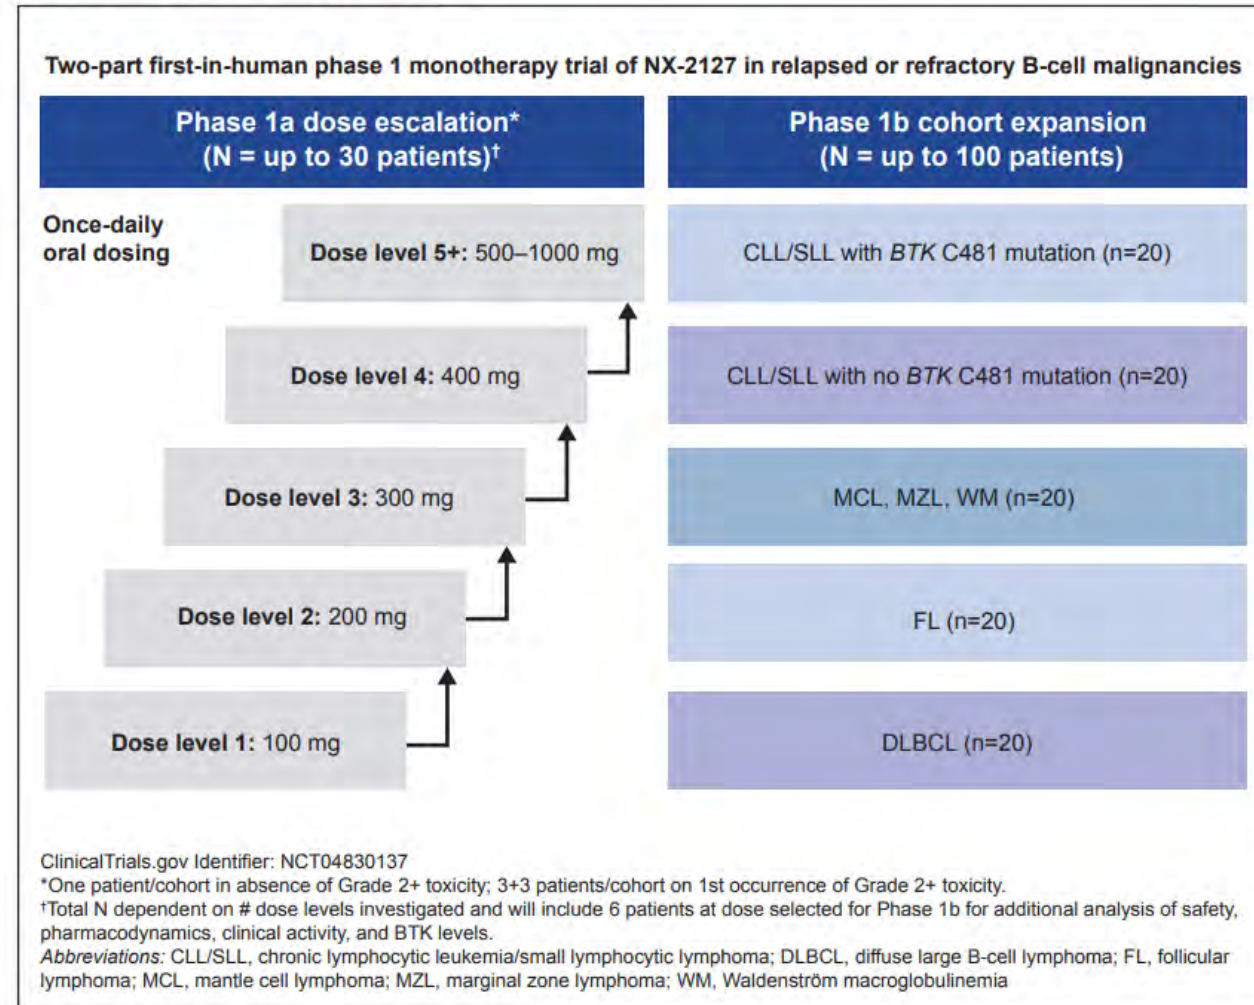 Two-part first-in-human phase 1 monotherapy trial of NX-2127 in relapsed or refractory B-cell malignancies
Phase 1a dose escalation*
(N = up to 30 patients)†
Once-daily
oral dosing
Dose level 5+: 500–1000 mg
Dose level 4: 400 mg
Dose level 3: 300 mg
Dose level 2: 200 mg
Dose level 1: 100 mg
Phase 1b cohort expansion
(N = up to 100 patients)
CLL/SLL with BTK C481 mutation (n=20)
CLL/SLL with no BTK C481 mutation (n=20)
MCL, MZL, WM (n=20)
FL (n=20)
DLBCL (n=20)
ClinicalTrials.gov Identifier: NCT04830137
*One patient/cohort in absence of Grade 2+ toxicity; 3+3 patients/cohort on 1st occurrence of Grade 2+ toxicity.
†Total N dependent on # dose levels investigated and will include 6 patients at dose selected for Phase 1b for additional analysis of safety,
pharmacodynamics, clinical activity, and BTK levels.
Abbreviations: CLL/SLL, chronic lymphocytic leukemia/small lymphocytic lymphoma; DLBCL, diffuse large B-cell lymphoma; FL, follicular
lymphoma; MCL, mantle cell lymphoma; MZL, marginal zone lymphoma; WM, Waldenström macroglobulinemia